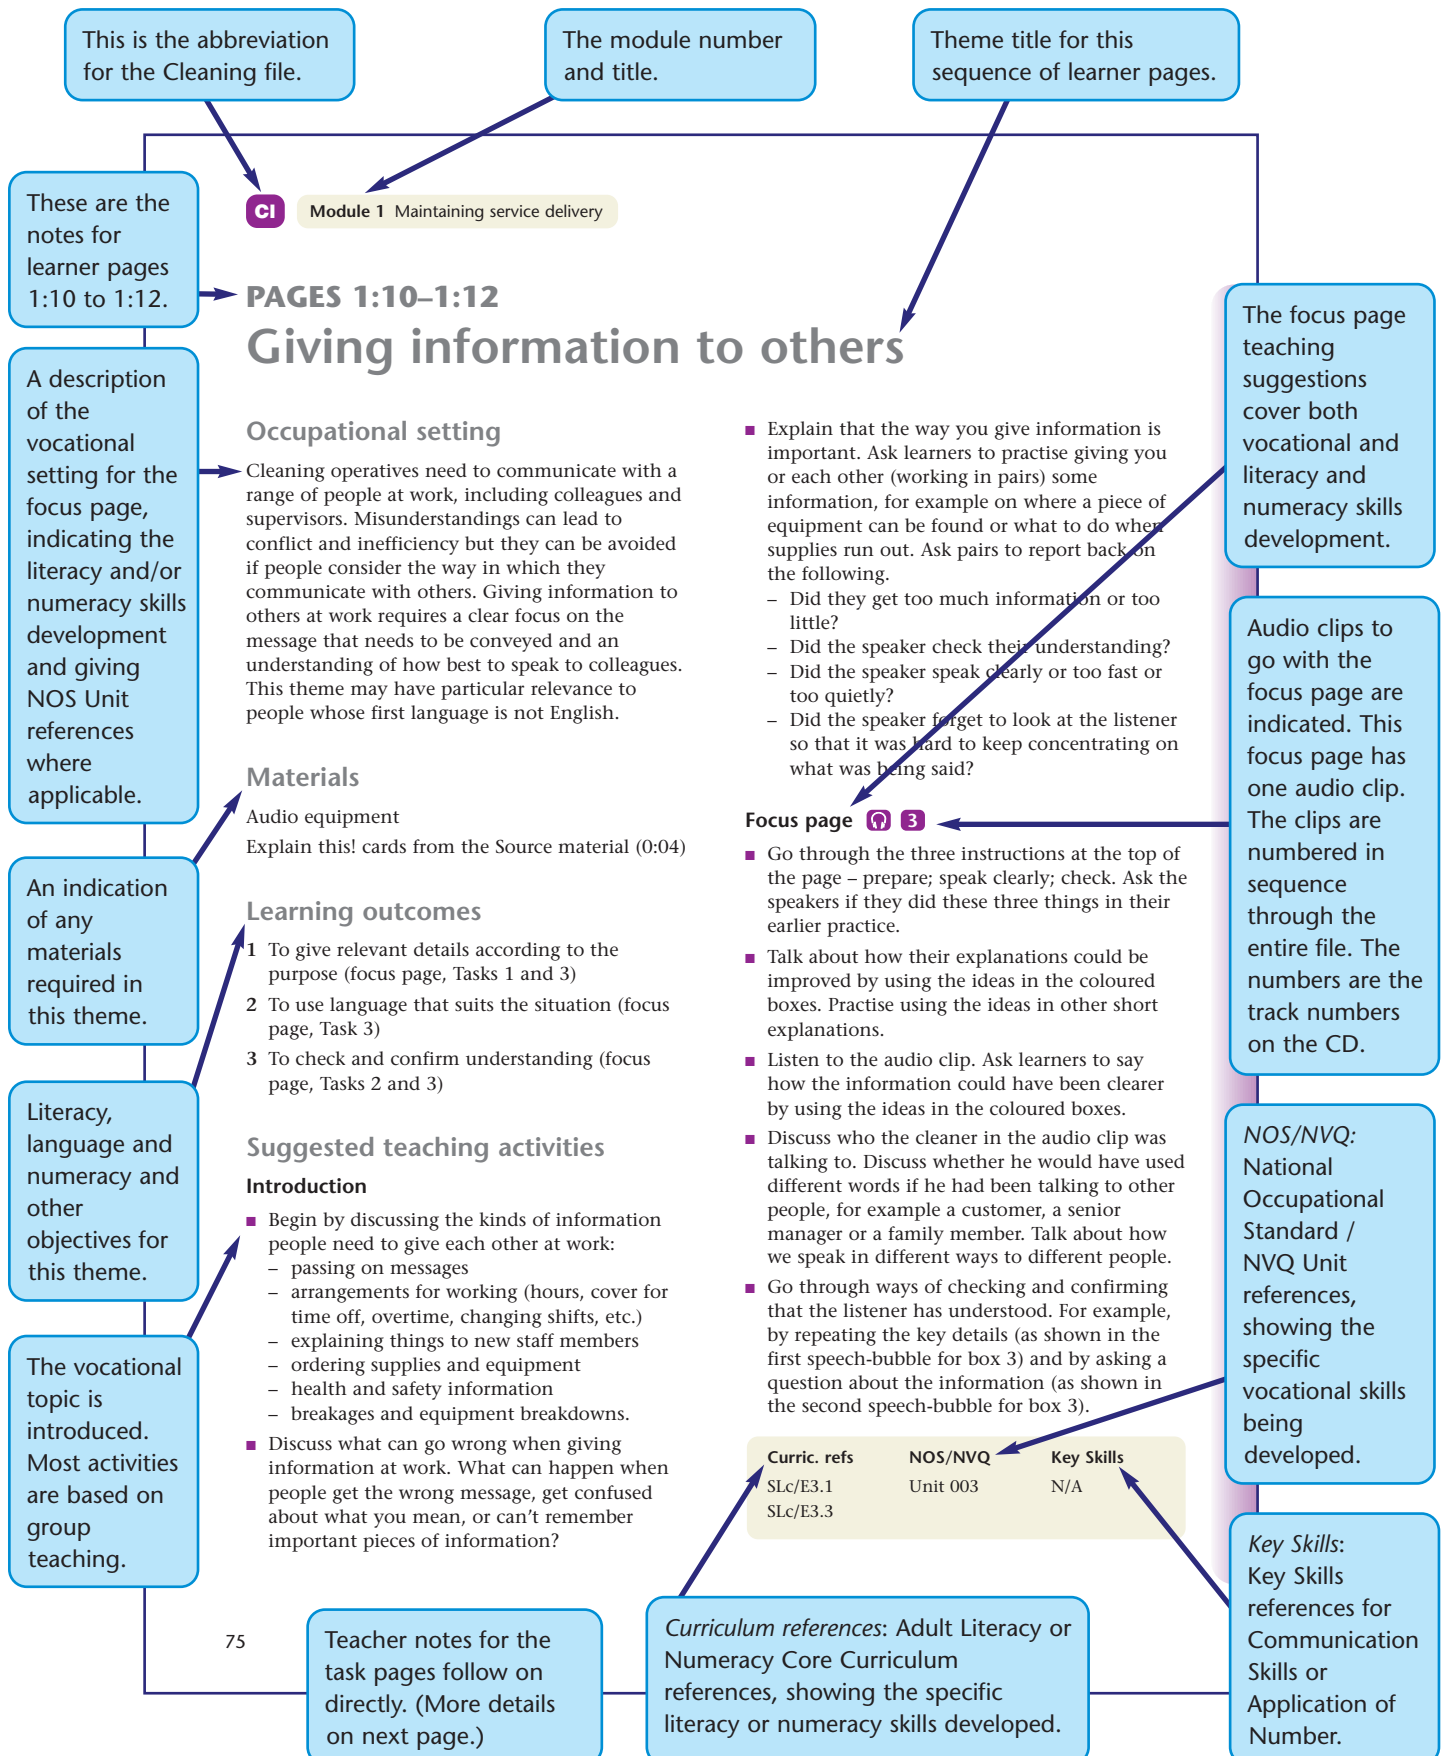 This is the abbreviation
for the Cleaning file.
The module number
and title.
Theme title for this
sequence of learner pages.
These are the
notes for
learner pages
1:10 to 1:12.
CI
Module 1 Maintaining service delivery
PAGES 1:10–1:12
Giving information to others
A description
of the
vocational
setting for the
focus page,
indicating the
literacy and/or
numeracy skills
development
and giving
NOS Unit
references
where
applicable.
An indication
of any
materials
required in
this theme.
Literacy,
language and
numeracy and
other
objectives for
this theme.
The vocational
topic is
introduced.
Most activities
are based on
group
teaching.
Occupational setting
Cleaning operatives need to communicate with a
range of people at work, including colleagues and
supervisors. Misunderstandings can lead to
conflict and inefficiency but they can be avoided
if people consider the way in which they
communicate with others. Giving information to
others at work requires a clear focus on the
message that needs to be conveyed and an
understanding of how best to speak to colleagues.
This theme may have particular relevance to
people whose first language is not English.
Materials
Audio equipment
Explain this! cards from the Source material (0:04)
Learning outcomes
1 To give relevant details according to the
purpose (focus page, Tasks 1 and 3)
2 To use language that suits the situation (focus
page, Task 3)
3 To check and confirm understanding (focus
page, Tasks 2 and 3)
Suggested teaching activities
Introduction
■ Begin by discussing the kinds of information
people need to give each other at work:
– passing on messages
– arrangements for working (hours, cover for
time off, overtime, changing shifts, etc.)
– explaining things to new staff members
– ordering supplies and equipment
– health and safety information
– breakages and equipment breakdowns.
■ Discuss what can go wrong when giving
information at work. What can happen when
people get the wrong message, get confused
about what you mean, or can't remember
important pieces of information?
■ Explain that the way you give information is
important. Ask learners to practise giving you
or each other (working in pairs) some
information, for example on where a piece of
equipment can be found or what to do when
supplies run out. Ask pairs to report back on
the following.
– Did they get too much information or too
little?
– Did the speaker check their understanding?
– Did the speaker speak clearly or too fast or
too quietly?
– Did the speaker forget to look at the listener
so that it was hard to keep concentrating on
what was being said?
Focus page 3
■ Go through the three instructions at the top of
the page – prepare; speak clearly; check. Ask the
speakers if they did these three things in their
earlier practice.
■ Talk about how their explanations could be
improved by using the ideas in the coloured
boxes. Practise using the ideas in other short
explanations.
■ Listen to the audio clip. Ask learners to say
how the information could have been clearer
by using the ideas in the coloured boxes.
■ Discuss who the cleaner in the audio clip was
talking to. Discuss whether he would have used
different words if he had been talking to other
people, for example a customer, a senior
manager or a family member. Talk about how
we speak in different ways to different people.
■ Go through ways of checking and confirming
that the listener has understood. For example,
by repeating the key details (as shown in the
first speech-bubble for box 3) and by asking a
question about the information (as shown in
the second speech-bubble for box 3).
Curric. refs NOS/NVQ Key Skills
SLc/E3.1 Unit 003 N/A
SLc/E3.3
The focus page
teaching
suggestions
cover both
vocational and
literacy and
numeracy skills
development.
Audio clips to
go with the
focus page are
indicated. This
focus page has
one audio clip.
The clips are
numbered in
sequence
through the
entire file. The
numbers are the
track numbers
on the CD.
NOS/NVQ:
National
Occupational
Standard /
NVQ Unit
references,
showing the
specific
vocational skills
being
developed.
Key Skills:
Key Skills
references for
Communication
Skills or
Application of
Number.
75
Teacher notes for the
task pages follow on
directly. (More details
on next page.)
Curriculum references: Adult Literacy or
Numeracy Core Curriculum
references, showing the specific
literacy or numeracy skills developed.